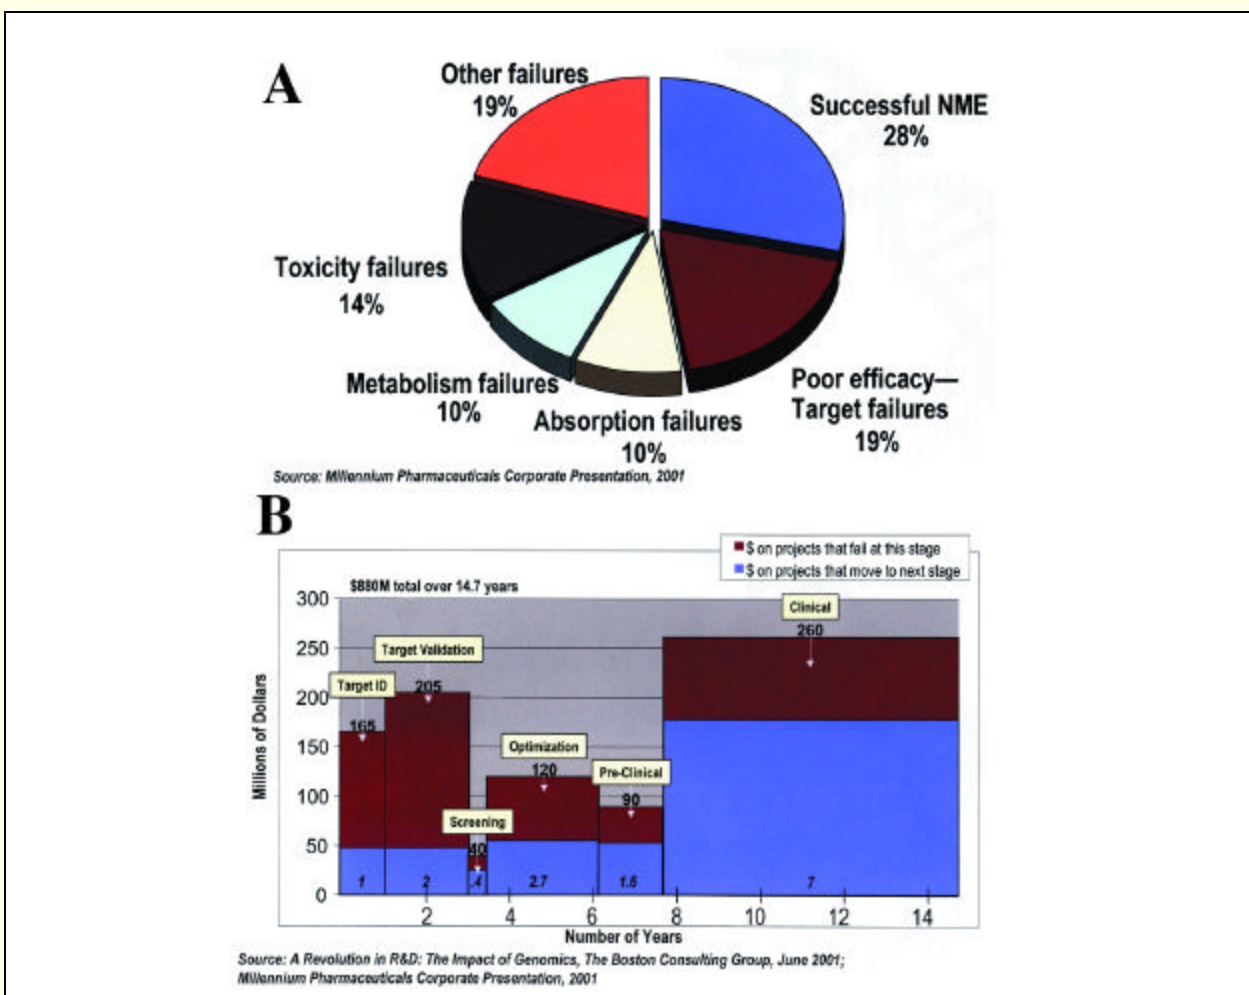 A
Other failures
19%
Successful NME
28%
Toxicity failures
14%
Metabolism failures
10%
Absorption failures
10%
Poor efficacy—
Target failures
19%
Source: Millennium Pharmaceuticals Corporate Presentation, 2001
B
$ on projects that fail at this stage
$ on projects that move to next stage
$880M total over 14.7 years
Millions of Dollars
300
250
200
150
100
50
0
Target ID
165
1
Target Validation
205
2
Screening
40
.4
Optimization
120
2.7
Pre-Clinical
90
1.6
Clinical
260
7
2 4 6 8 10 12 14
Number of Years
Source: A Revolution in R&D: The Impact of Genomics, The Boston Consulting Group, June 2001;
Millennium Pharmaceuticals Corporate Presentation, 2001